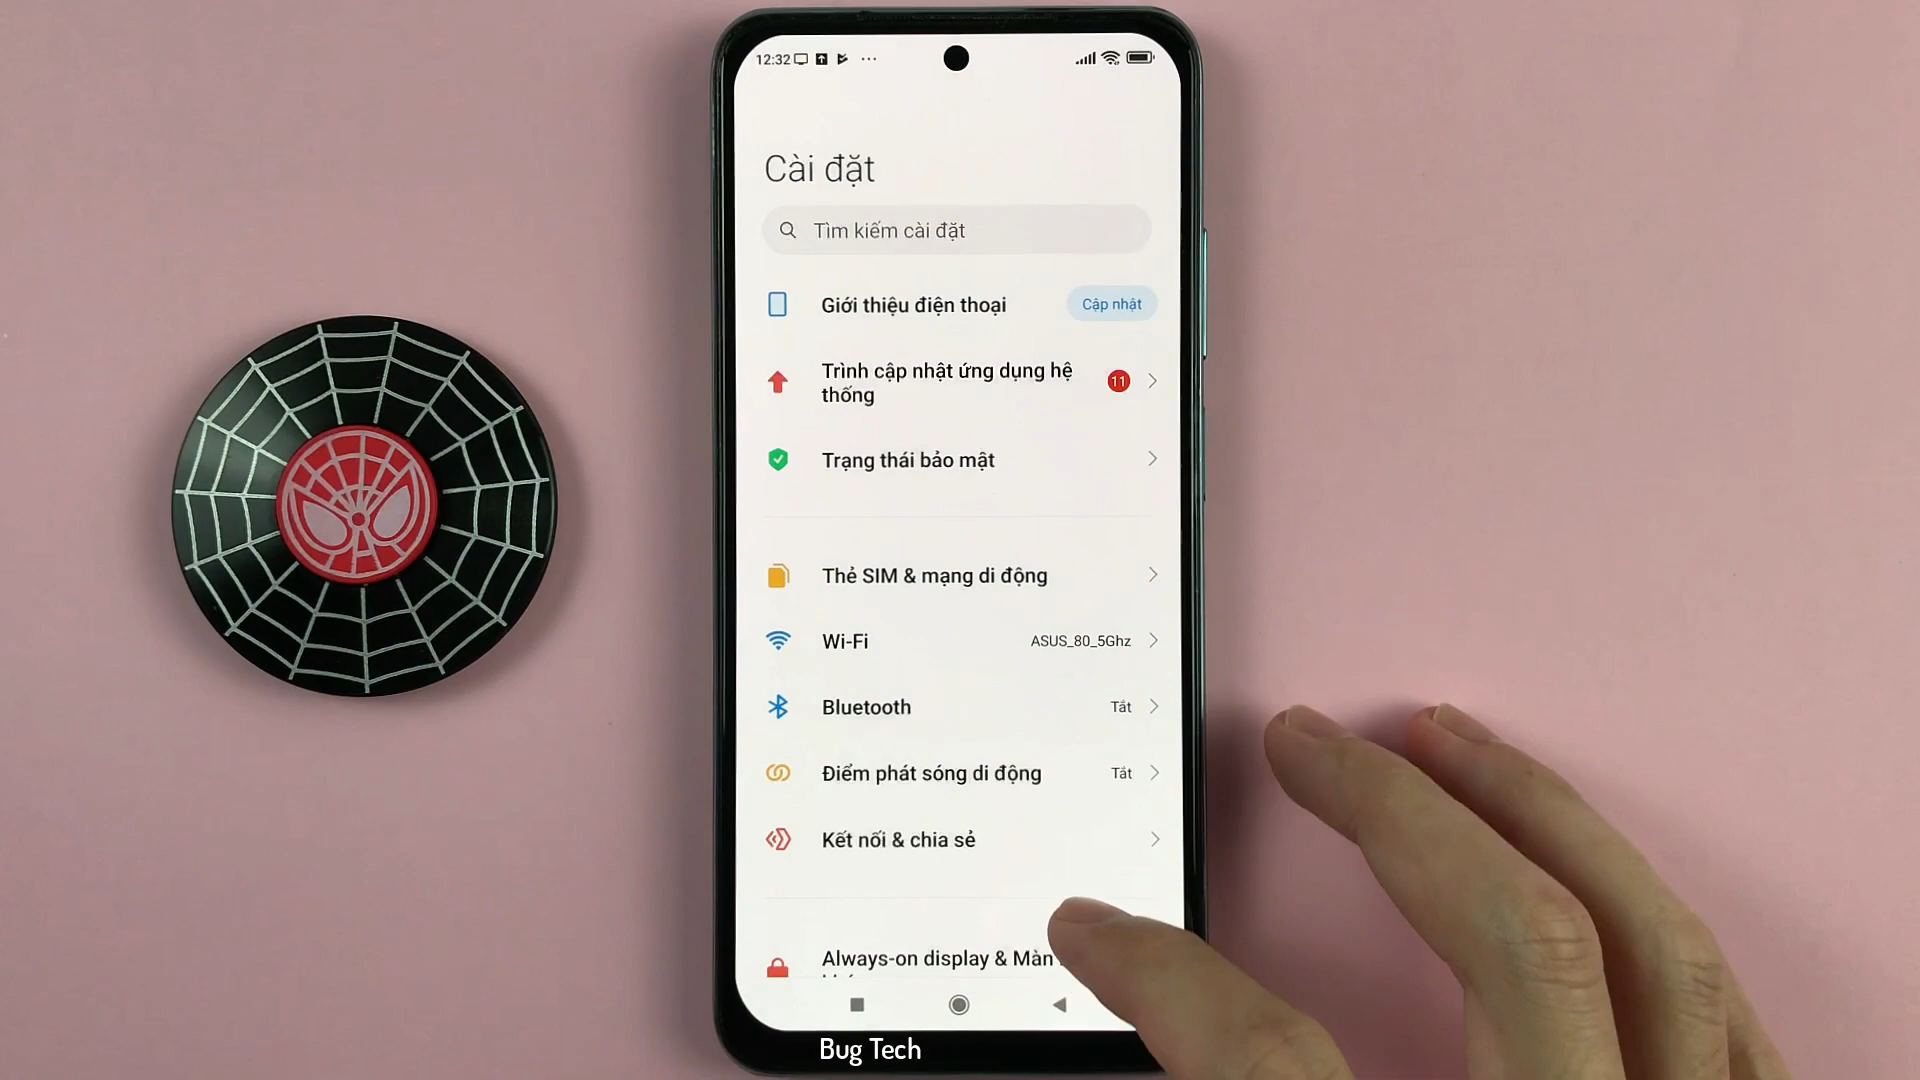 12:32
Cài đặt
Tìm kiếm cài đặt
Giới thiệu điện thoại
Cập nhật
Trình cập nhật ứng dụng hệ
thống
11
Trạng thái bảo mật
Thẻ SIM & mạng di động
Wi-Fi
ASUS_80_5Ghz
Bluetooth
Tắt
Điểm phát sóng di động
Tắt
Kết nối & chia sẻ
Always-on display & Màn
Bug Tech